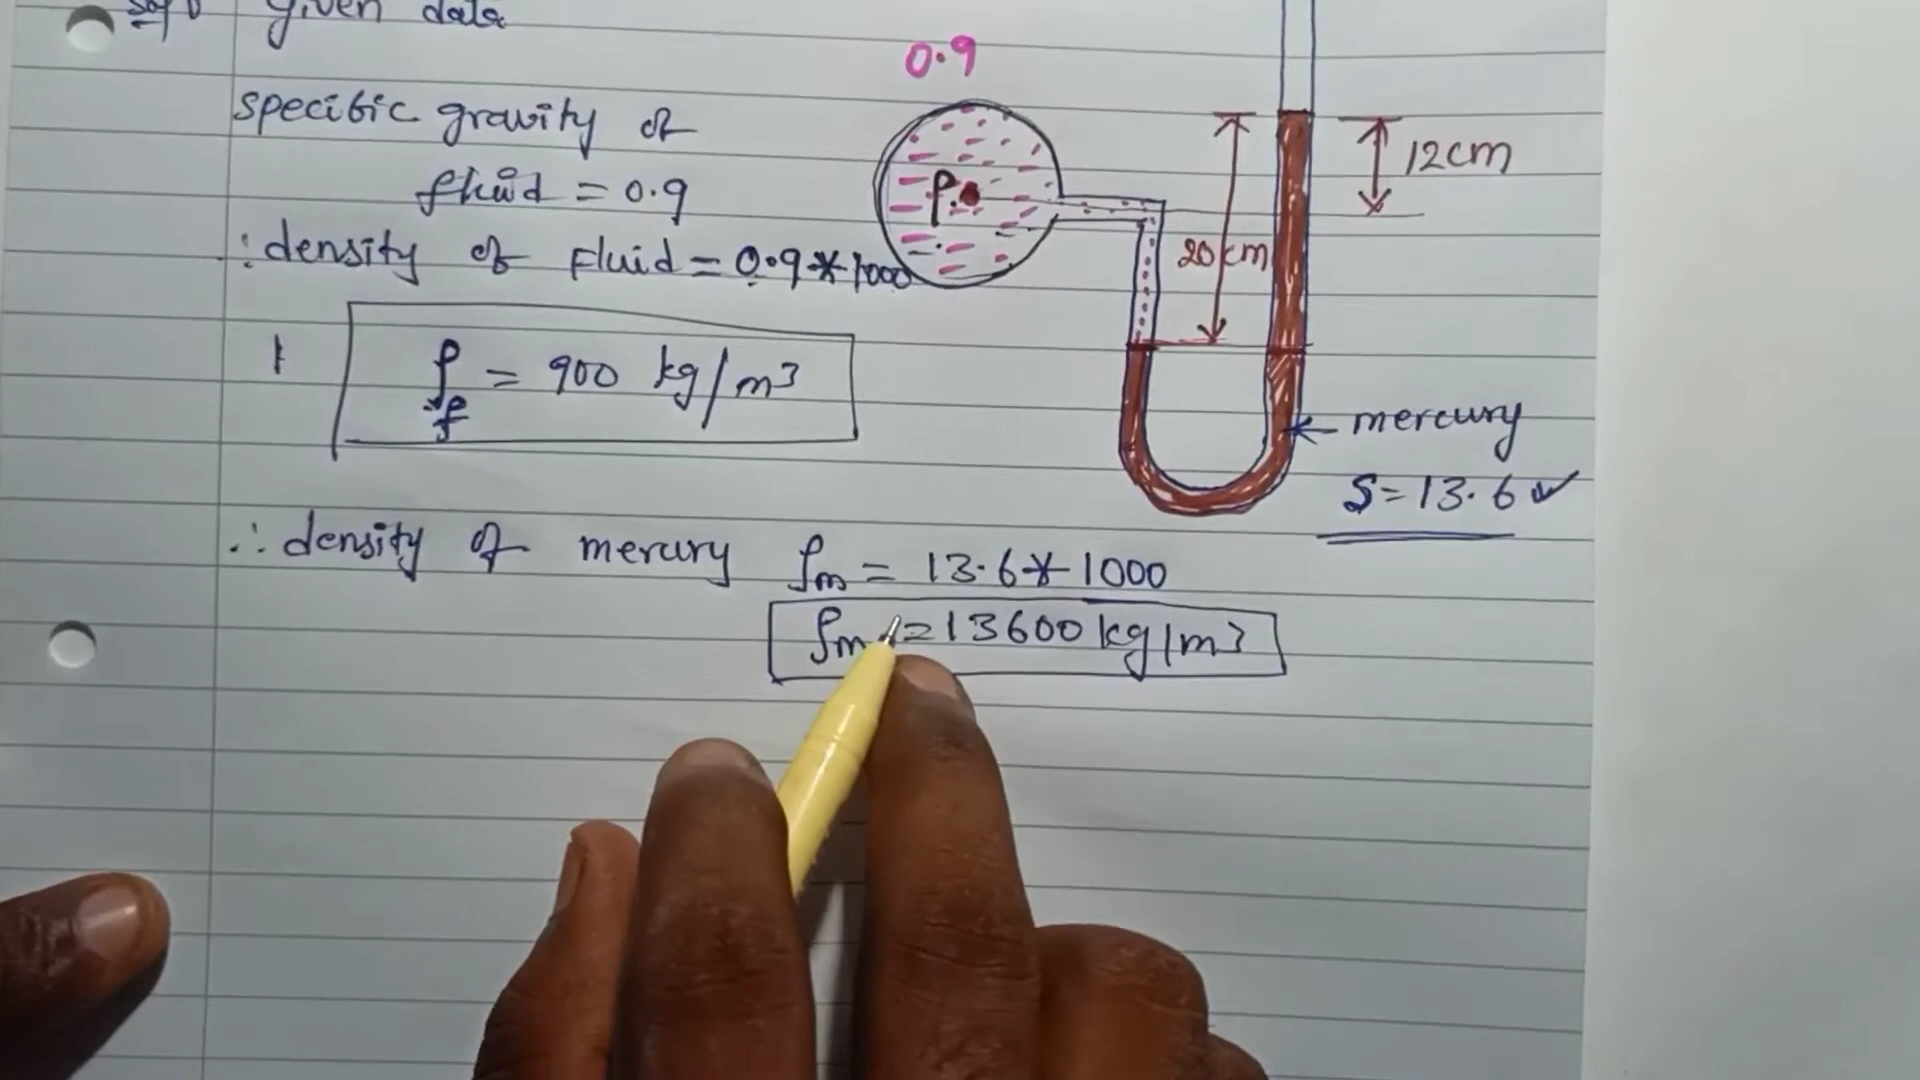 Sol given data
specific gravity of
fluid = 0.9
∴ density of Fluid = 0.9*1000
ρf = 900 kg/m3
∴ density of mercury ρm = 13.6*1000
ρm = 13600 kg/m3
0.9
P.
20cm
12cm
mercury
S=13.6